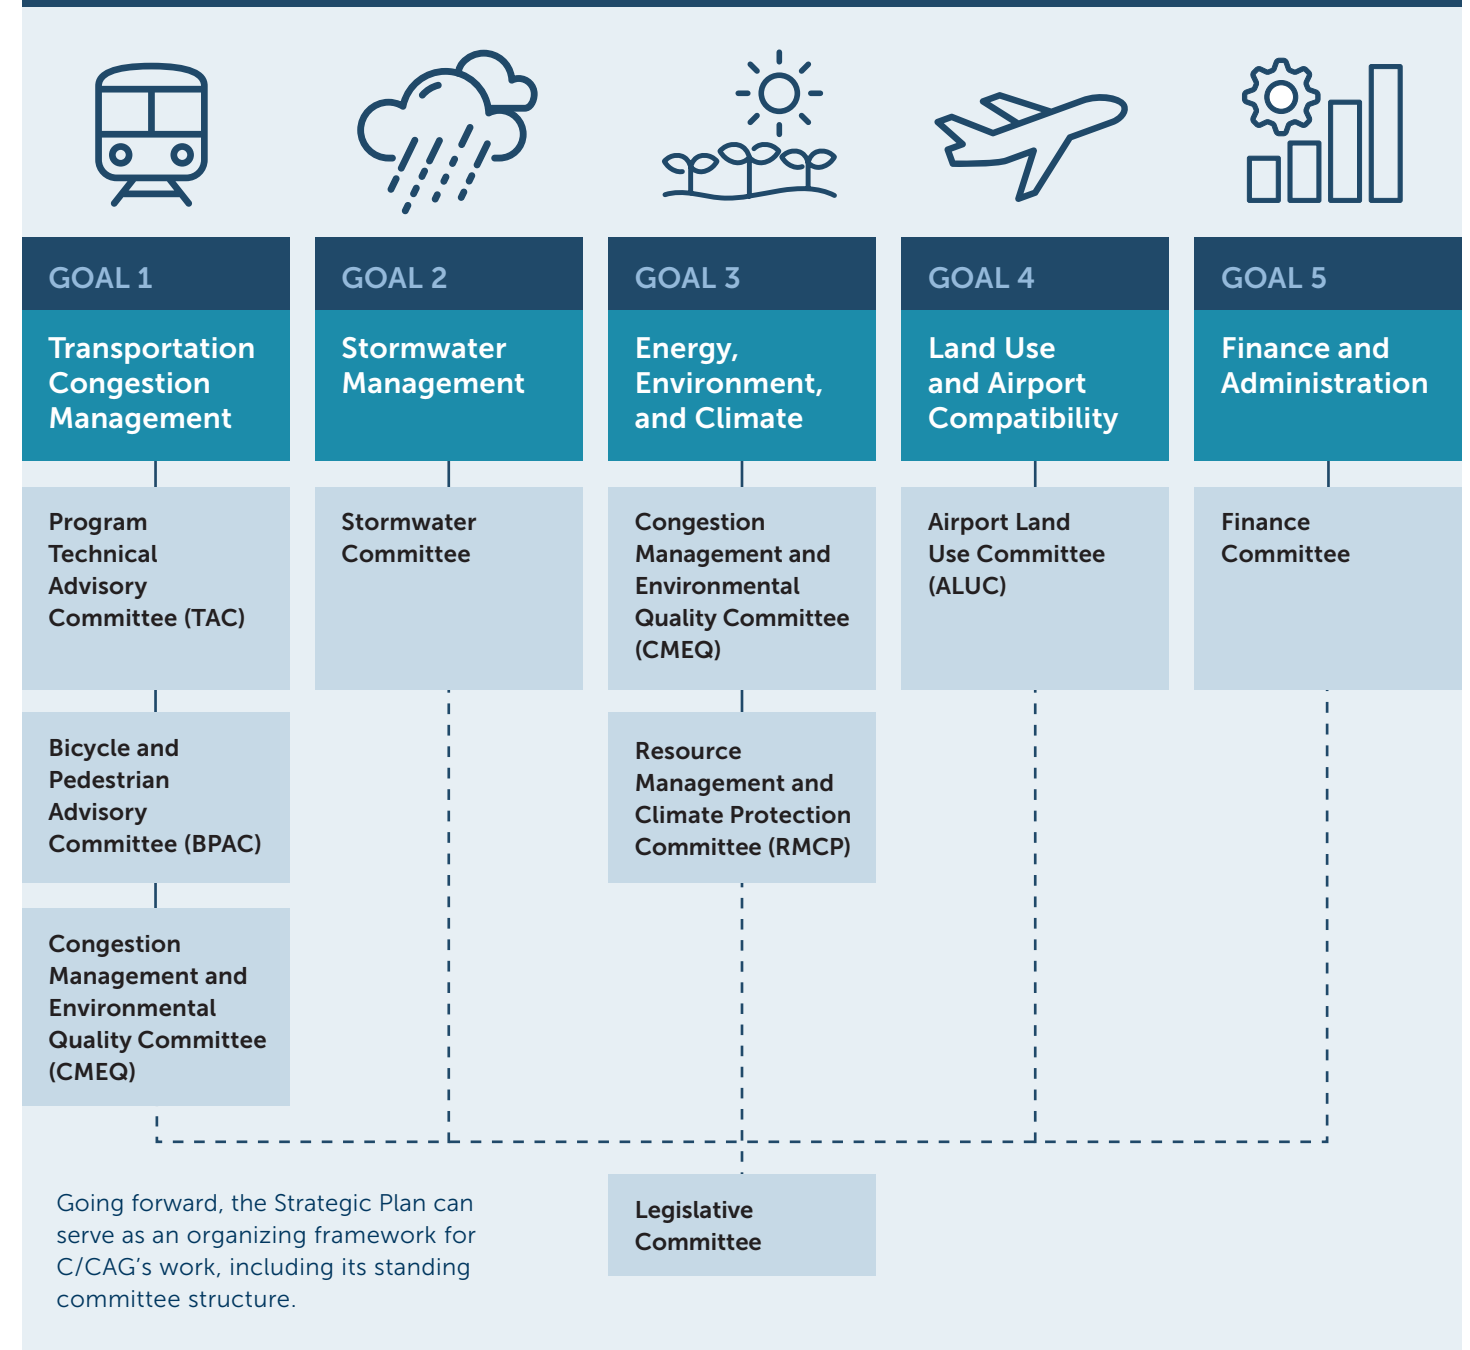 GOAL 1
Transportation
Congestion
Management
Program
Technical
Advisory
Committee (TAC)
Bicycle and
Pedestrian
Advisory
Committee (BPAC)
Congestion
Management and
Environmental
Quality Committee
(CMEQ)
GOAL 2
Stormwater
Management
Stormwater
Committee
GOAL 3
Energy,
Environment,
and Climate
Congestion
Management and
Environmental
Quality Committee
(CMEQ)
Resource
Management and
Climate Protection
Committee (RMCP)
GOAL 4
Land Use
and Airport
Compatibility
Airport Land
Use Committee
(ALUC)
GOAL 5
Finance and
Administration
Finance
Committee
Legislative
Committee
Going forward, the Strategic Plan can
serve as an organizing framework for
C/CAG’s work, including its standing
committee structure.